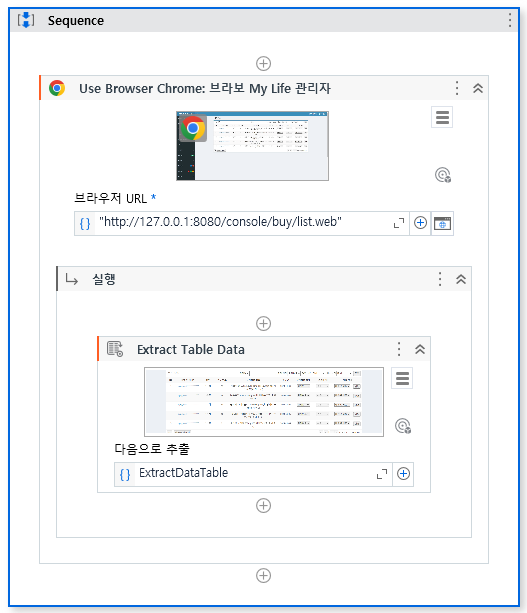 Sequence
Use Browser Chrome: 브라보 My Life 관리자
브라우저 URL *
{ } "http://127.0.0.1:8080/console/buy/list.web"
실행
Extract Table Data
다음으로 추출
{ } ExtractDataTable